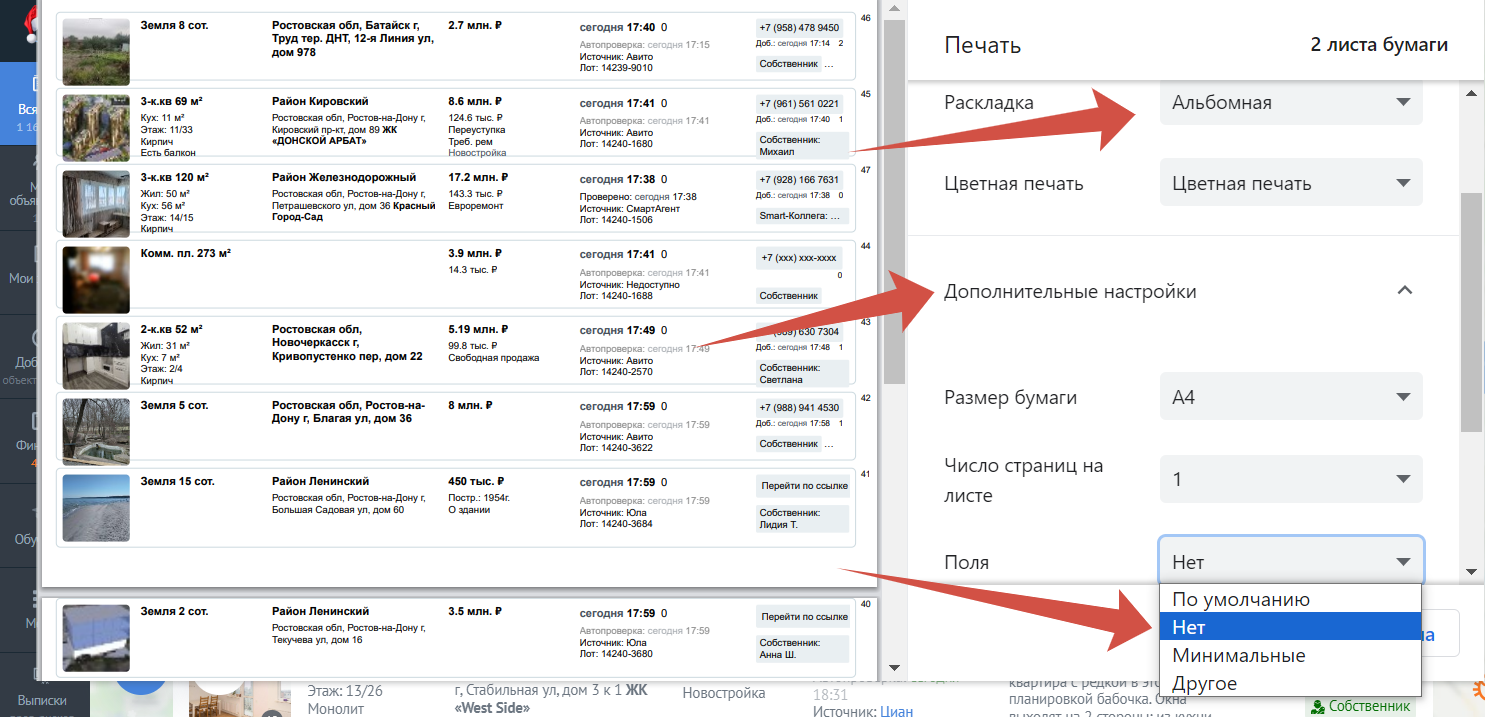 Вся
1 16
Мои
Доб
объект
Фин
Обу
Выписки
Земля 8 сот.
Ростовская обл, Батайск г,
Труд тер. ДНТ, 12-я Линия ул,
дом 978
2.7 млн. ₽
сегодня 17:40 0
Автопроверка: сегодня 17:15
Источник: Авито
Лот: 14239-9010
+7 (958) 478 9450
Доб.: сегодня 17:14 2
Собственник ...
46
3-к.кв 69 м²
Кух: 11 м²
Этаж: 11/33
Кирпич
Есть балкон
Район Кировский
Ростовская обл, Ростов-на-Дону г,
Кировский пр-кт, дом 89 ЖК
«ДОНСКОЙ АРБАТ»
8.6 млн. ₽
124.6 тыс. ₽
Переуступка
Треб. рем
Новостройка
сегодня 17:41 0
Автопроверка: сегодня 17:41
Источник: Авито
Лот: 14240-1680
+7 (961) 561 0221
Доб.: сегодня 17:40 1
Собственник:
Михаил
45
3-к.кв 120 м²
Жил: 50 м²
Кух: 56 м²
Этаж: 14/15
Кирпич
Район Железнодорожный
Ростовская обл, Ростов-на-Дону г,
Петрашевского ул, дом 36 Красный
Город-Сад
17.2 млн. ₽
143.3 тыс. ₽
Евроремонт
сегодня 17:38 0
Проверено: сегодня 17:38
Источник: СмартАгент
Лот: 14240-1506
+7 (928) 166 7631
Доб.: сегодня 17:38 0
Smart-Коллега: ...
47
Комм. пл. 273 м²
3.9 млн. ₽
14.3 тыс. ₽
сегодня 17:41 0
Автопроверка: сегодня 17:41
Источник: Недоступно
Лот: 14240-1688
+7 (xxx) xxx-xxxx
0
Собственник
44
2-к.кв 52 м²
Жил: 31 м²
Кух: 7 м²
Этаж: 2/4
Кирпич
Ростовская обл,
Новочеркасск г,
Кривопустенко пер, дом 22
5.19 млн. ₽
99.8 тыс. ₽
Свободная продажа
сегодня 17:49 0
Автопроверка: сегодня 17:49
Источник: Авито
Лот: 14240-2570
630 7304
Доб.: сегодня 17:48 1
Собственник:
Светлана
43
Земля 5 сот.
Ростовская обл, Ростов-на-
Дону г, Благая ул, дом 36
8 млн. ₽
сегодня 17:59 0
Автопроверка: сегодня 17:59
Источник: Авито
Лот: 14240-3622
+7 (988) 941 4530
Доб.: сегодня 17:58 1
Собственник ...
42
Земля 15 сот.
Район Ленинский
Ростовская обл, Ростов-на-Дону г,
Большая Садовая ул, дом 60
450 тыс. ₽
Постр.: 1954г.
О здании
сегодня 17:59 0
Автопроверка: сегодня 17:59
Источник: Юла
Лот: 14240-3684
Перейти по ссылке
Собственник:
Лидия Т.
41
Земля 2 сот.
Район Ленинский
Ростовская обл, Ростов-на-Дону г,
Текучева ул, дом 16
3.5 млн. ₽
сегодня 17:59 0
Автопроверка: сегодня 17:59
Источник: Юла
Лот: 14240-3680
Перейти по ссылке
Собственник:
Анна Ш.
40
Печать
2 листа бумаги
Раскладка
Альбомная
Цветная печать
Цветная печать
Дополнительные настройки
Размер бумаги
A4
Число страниц на
листе
1
Поля
Нет
По умолчанию
Нет
Минимальные
Другое
Этаж: 13/26
Монолит
г, Стабильная ул, дом 3 к 1 ЖК
«West Side»
Новостройка
18:31
Источник: Циан
квартира с редкой в
планировкой бабочка. Окна
Собственник